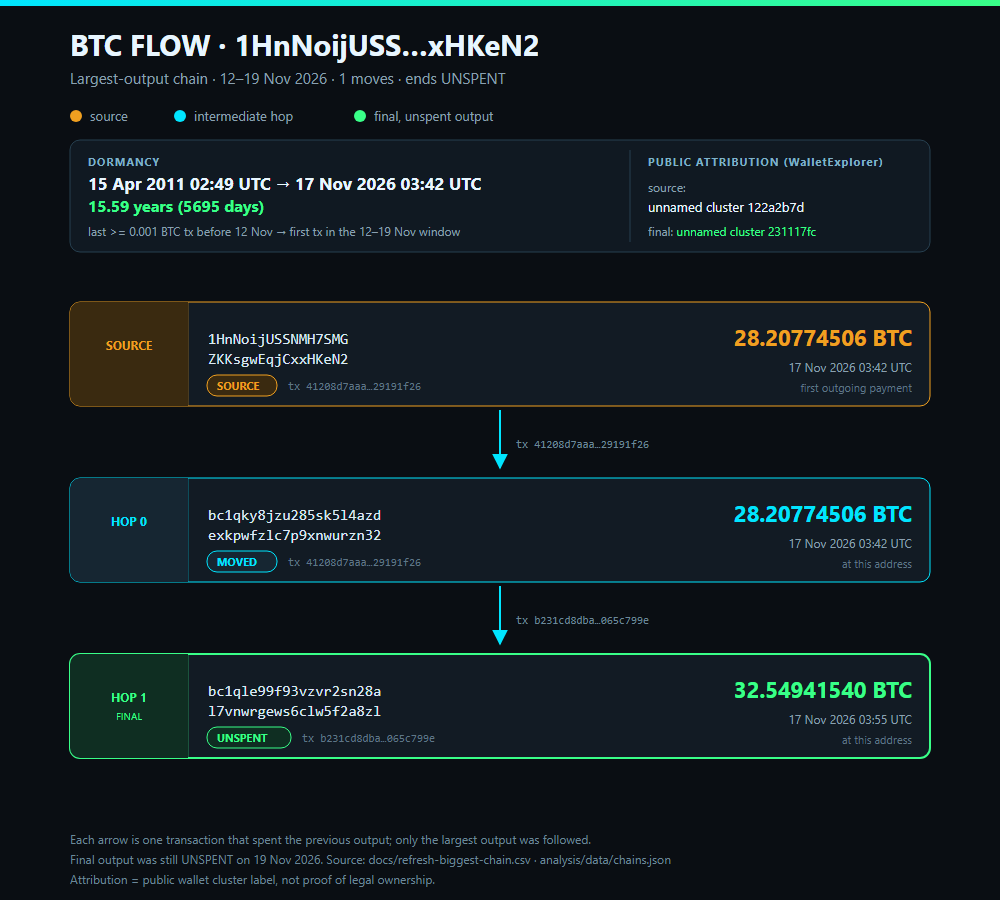 BTC FLOW · 1HnNoijUSS…xHKeN2
Largest-output chain · 12–19 Nov 2026 · 1 moves · ends UNSPENT
source
intermediate hop
final, unspent output
DORMANCY
15 Apr 2011 02:49 UTC → 17 Nov 2026 03:42 UTC
15.59 years (5695 days)
last >= 0.001 BTC tx before 12 Nov → first tx in the 12–19 Nov window
PUBLIC ATTRIBUTION (WalletExplorer)
source:
unnamed cluster 122a2b7d
final: unnamed cluster 231117fc
SOURCE
1HnNoijUSSNMH7SMG
ZKKsgwEqjCxxHKeN2
SOURCE
tx 41208d7aaa…29191f26
28.20774506 BTC
17 Nov 2026 03:42 UTC
first outgoing payment
tx 41208d7aaa…29191f26
HOP 0
bc1qky8jzu285sk5l4azd
exkpwfzlc7p9xnwurzn32
MOVED
tx 41208d7aaa…29191f26
28.20774506 BTC
17 Nov 2026 03:42 UTC
at this address
tx b231cd8dba…065c799e
HOP 1
FINAL
bc1qle99f93vzvr2sn28a
l7vnwrgews6clw5f2a8zl
UNSPENT
tx b231cd8dba…065c799e
32.54941540 BTC
17 Nov 2026 03:55 UTC
at this address
Each arrow is one transaction that spent the previous output; only the largest output was followed.
Final output was still UNSPENT on 19 Nov 2026. Source: docs/refresh-biggest-chain.csv · analysis/data/chains.json
Attribution = public wallet cluster label, not proof of legal ownership.